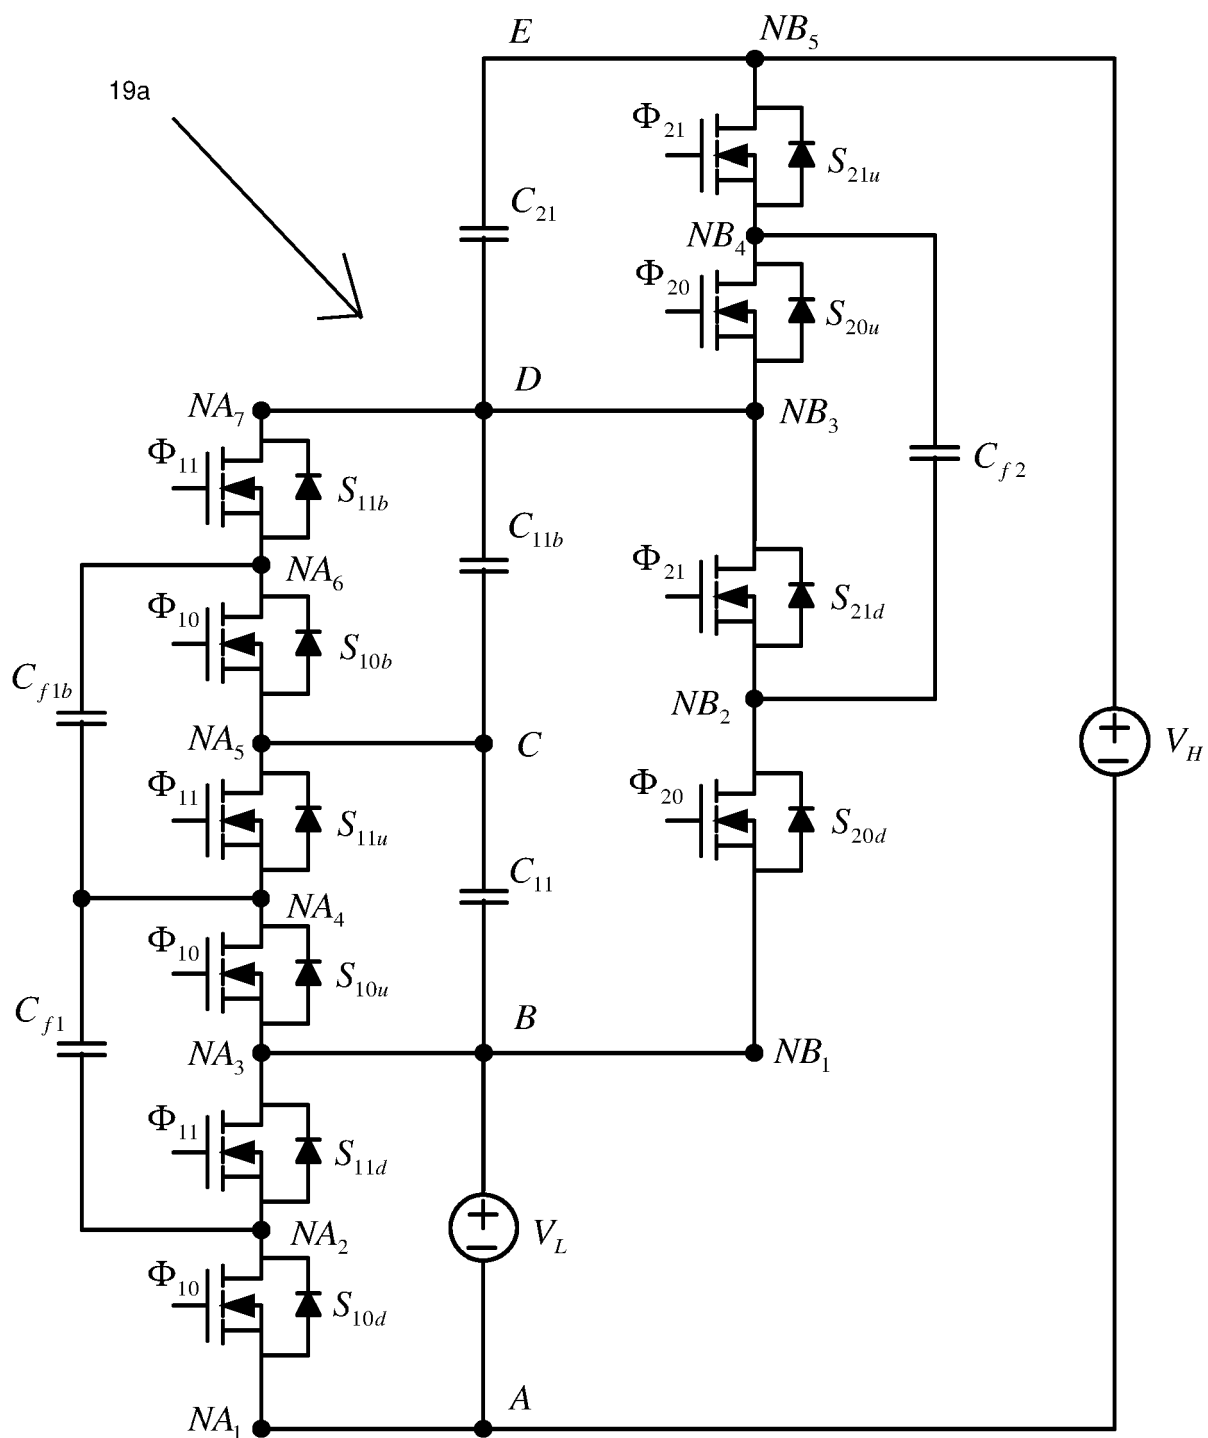 E
NB5
19a
Φ21
S21u
C21
NB4
Φ20
S20u
D
NA7
NB3
Φ11
S11b
Cf2
C11b
Φ21
S21d
NA6
Φ10
S10b
Cf1b
NB2
NA5
C
VH
Φ11
S11u
Φ20
S20d
C11
NA4
Φ10
S10u
Cf1
B
NA3
NB1
Φ11
S11d
NA2
VL
Φ10
S10d
A
NA1